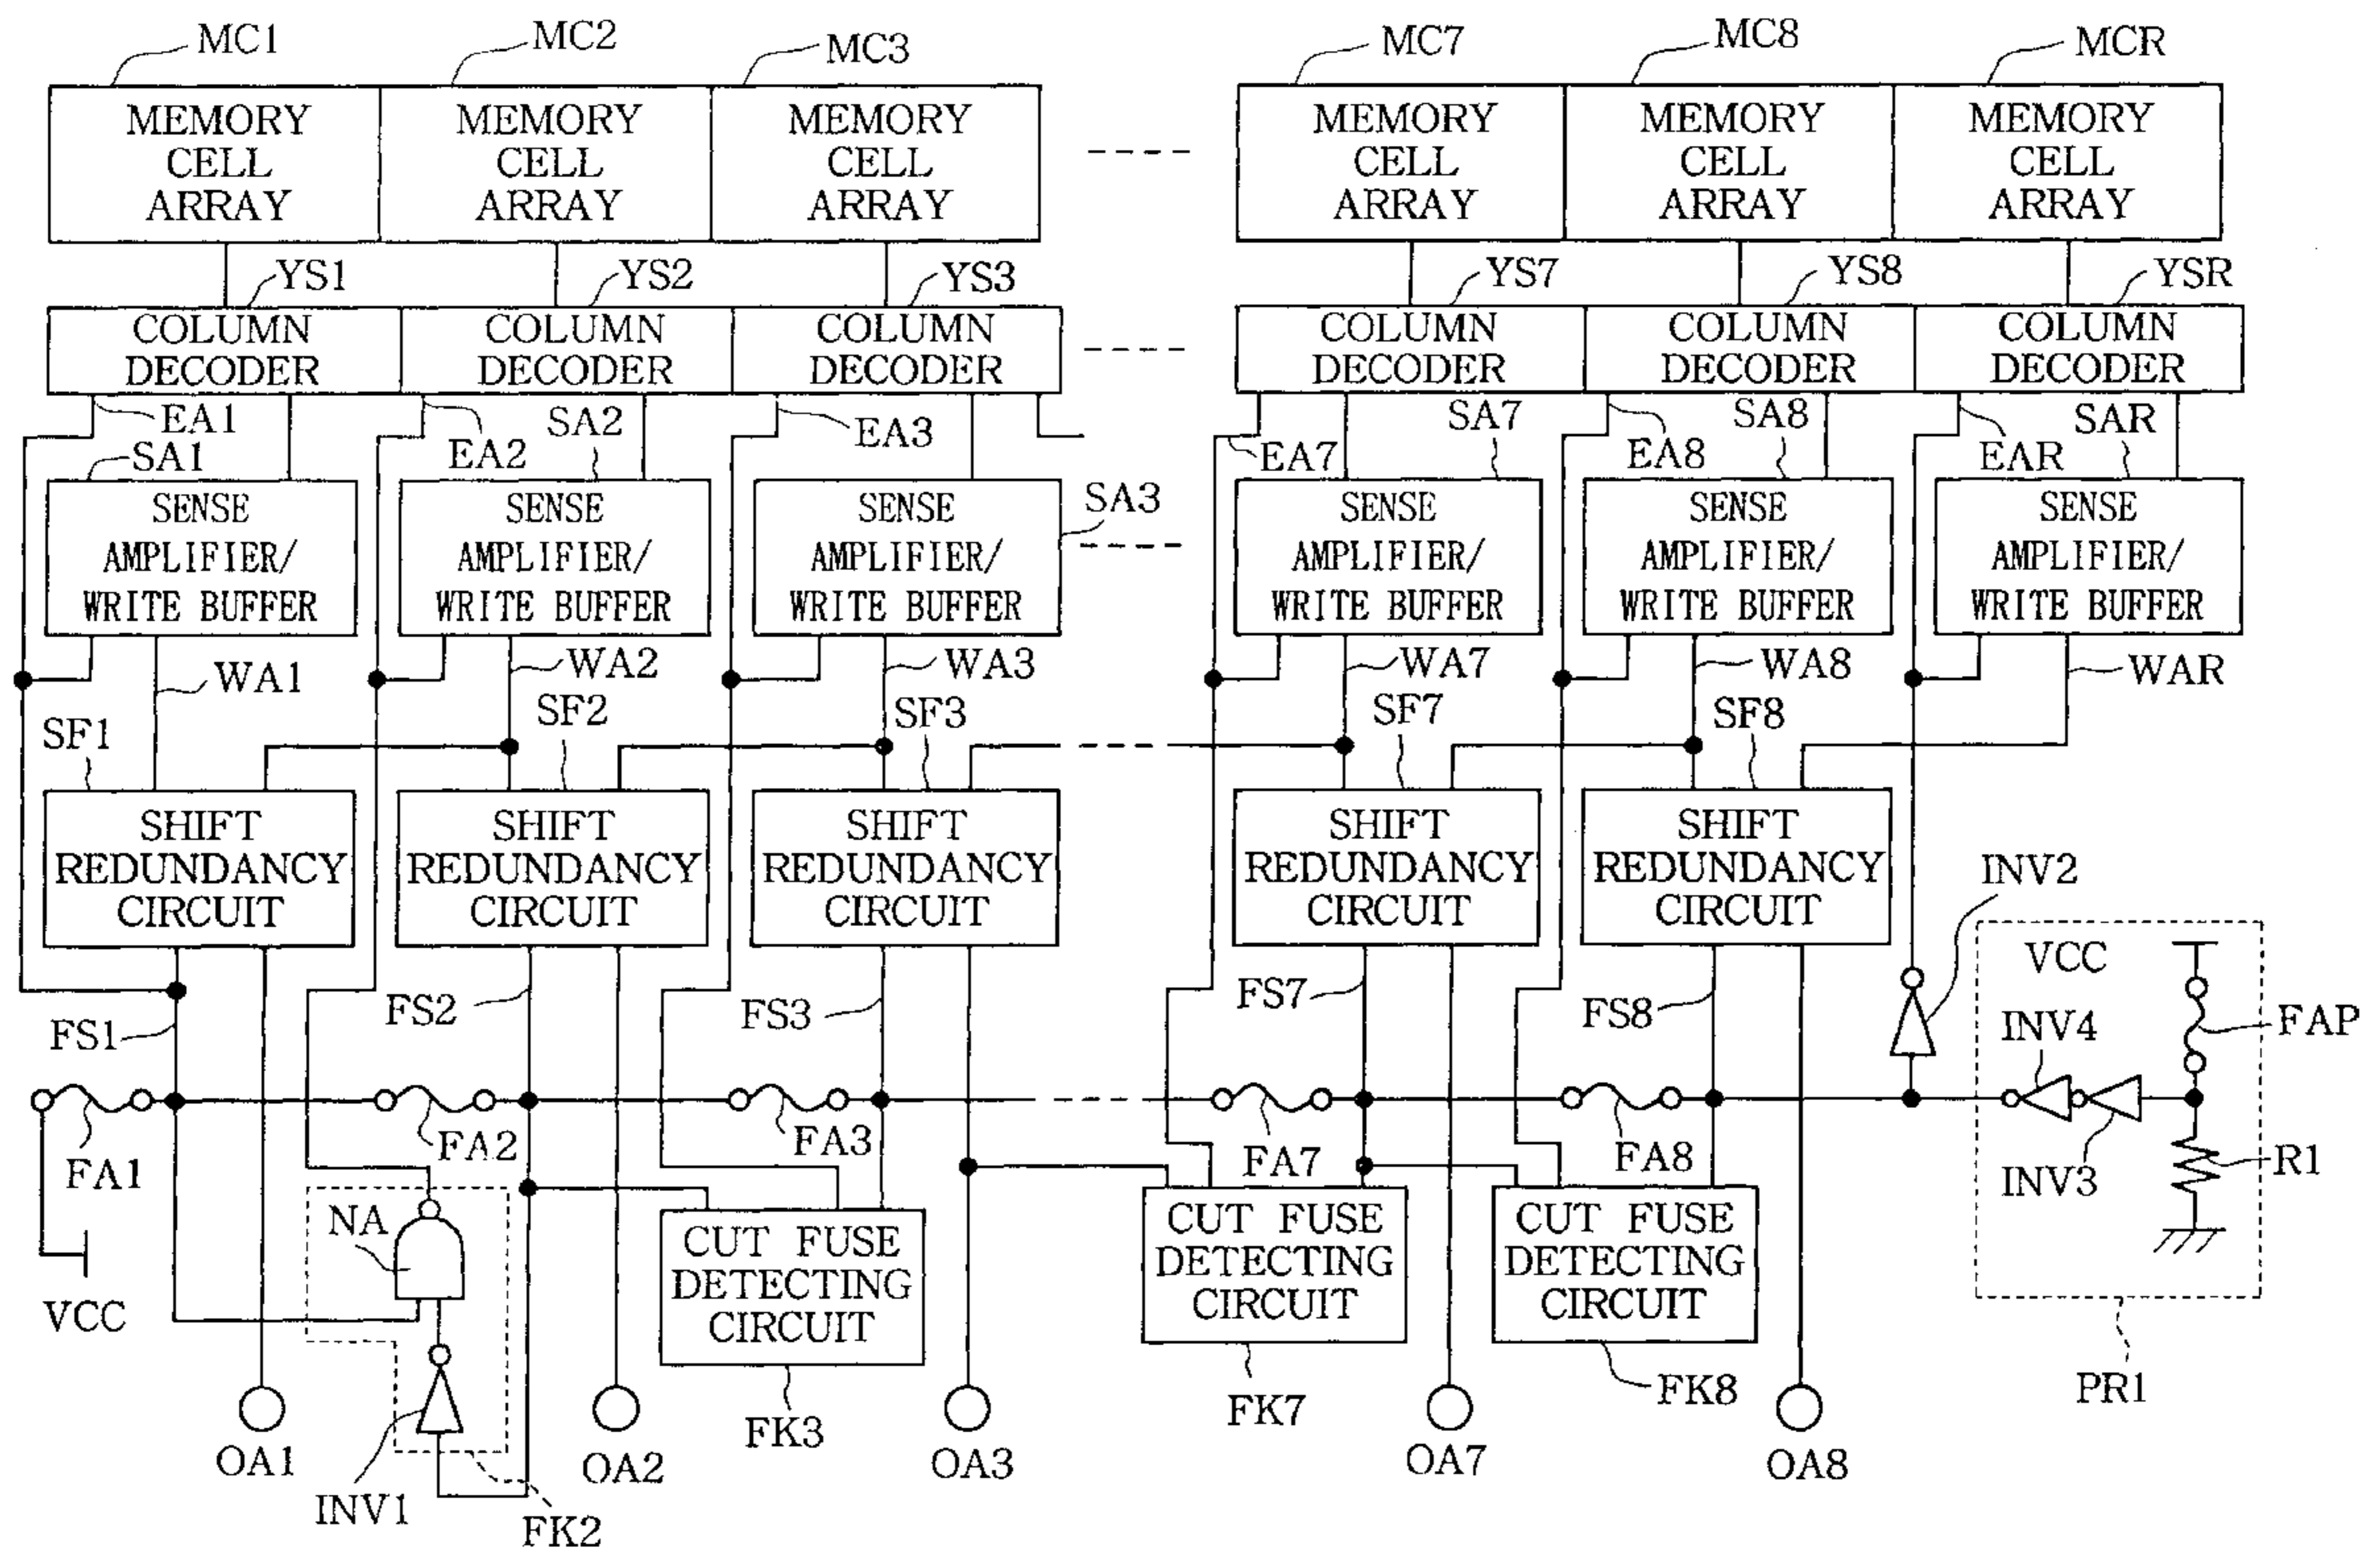 MC1
MC2
MC3
MC7
MC8
MCR
MEMORY
CELL
ARRAY
MEMORY
CELL
ARRAY
MEMORY
CELL
ARRAY
MEMORY
CELL
ARRAY
MEMORY
CELL
ARRAY
MEMORY
CELL
ARRAY
YS1
YS2
YS3
YS7
YS8
YSR
COLUMN
DECODER
COLUMN
DECODER
COLUMN
DECODER
COLUMN
DECODER
COLUMN
DECODER
COLUMN
DECODER
EA1
SA1
EA2
SA2
EA3
SA3
EA7
SA7
EA8
SA8
EAR
SAR
SENSE
AMPLIFIER/
WRITE BUFFER
SENSE
AMPLIFIER/
WRITE BUFFER
SENSE
AMPLIFIER/
WRITE BUFFER
SENSE
AMPLIFIER/
WRITE BUFFER
SENSE
AMPLIFIER/
WRITE BUFFER
SENSE
AMPLIFIER/
WRITE BUFFER
WA1
WA2
WA3
WA7
WA8
WAR
SF1
SF2
SF3
SF7
SF8
SHIFT
REDUNDANCY
CIRCUIT
SHIFT
REDUNDANCY
CIRCUIT
SHIFT
REDUNDANCY
CIRCUIT
SHIFT
REDUNDANCY
CIRCUIT
SHIFT
REDUNDANCY
CIRCUIT
INV2
FS1
FS2
FS3
FS7
FS8
VCC
INV4
FAP
FA1
FA2
FA3
FA7
FA8
INV3
R1
VCC
NA
CUT FUSE
DETECTING
CIRCUIT
CUT FUSE
DETECTING
CIRCUIT
CUT FUSE
DETECTING
CIRCUIT
OA1
INV1
FK2
OA2
FK3
OA3
FK7
OA7
FK8
OA8
PR1